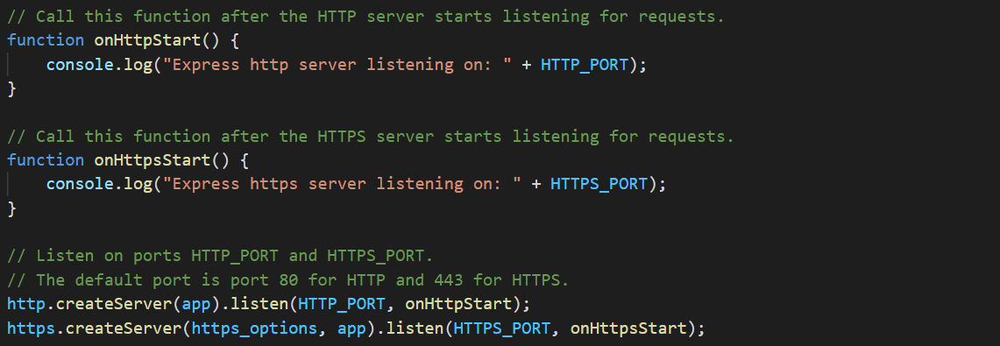 // Call this function after the HTTP server starts listening for requests.
function onHttpStart() {
    console.log("Express http server listening on: " + HTTP_PORT);
}

// Call this function after the HTTPS server starts listening for requests.
function onHttpsStart() {
    console.log("Express https server listening on: " + HTTPS_PORT);
}

// Listen on ports HTTP_PORT and HTTPS_PORT.
// The default port is port 80 for HTTP and 443 for HTTPS.
http.createServer(app).listen(HTTP_PORT, onHttpStart);
https.createServer(https_options, app).listen(HTTPS_PORT, onHttpsStart);